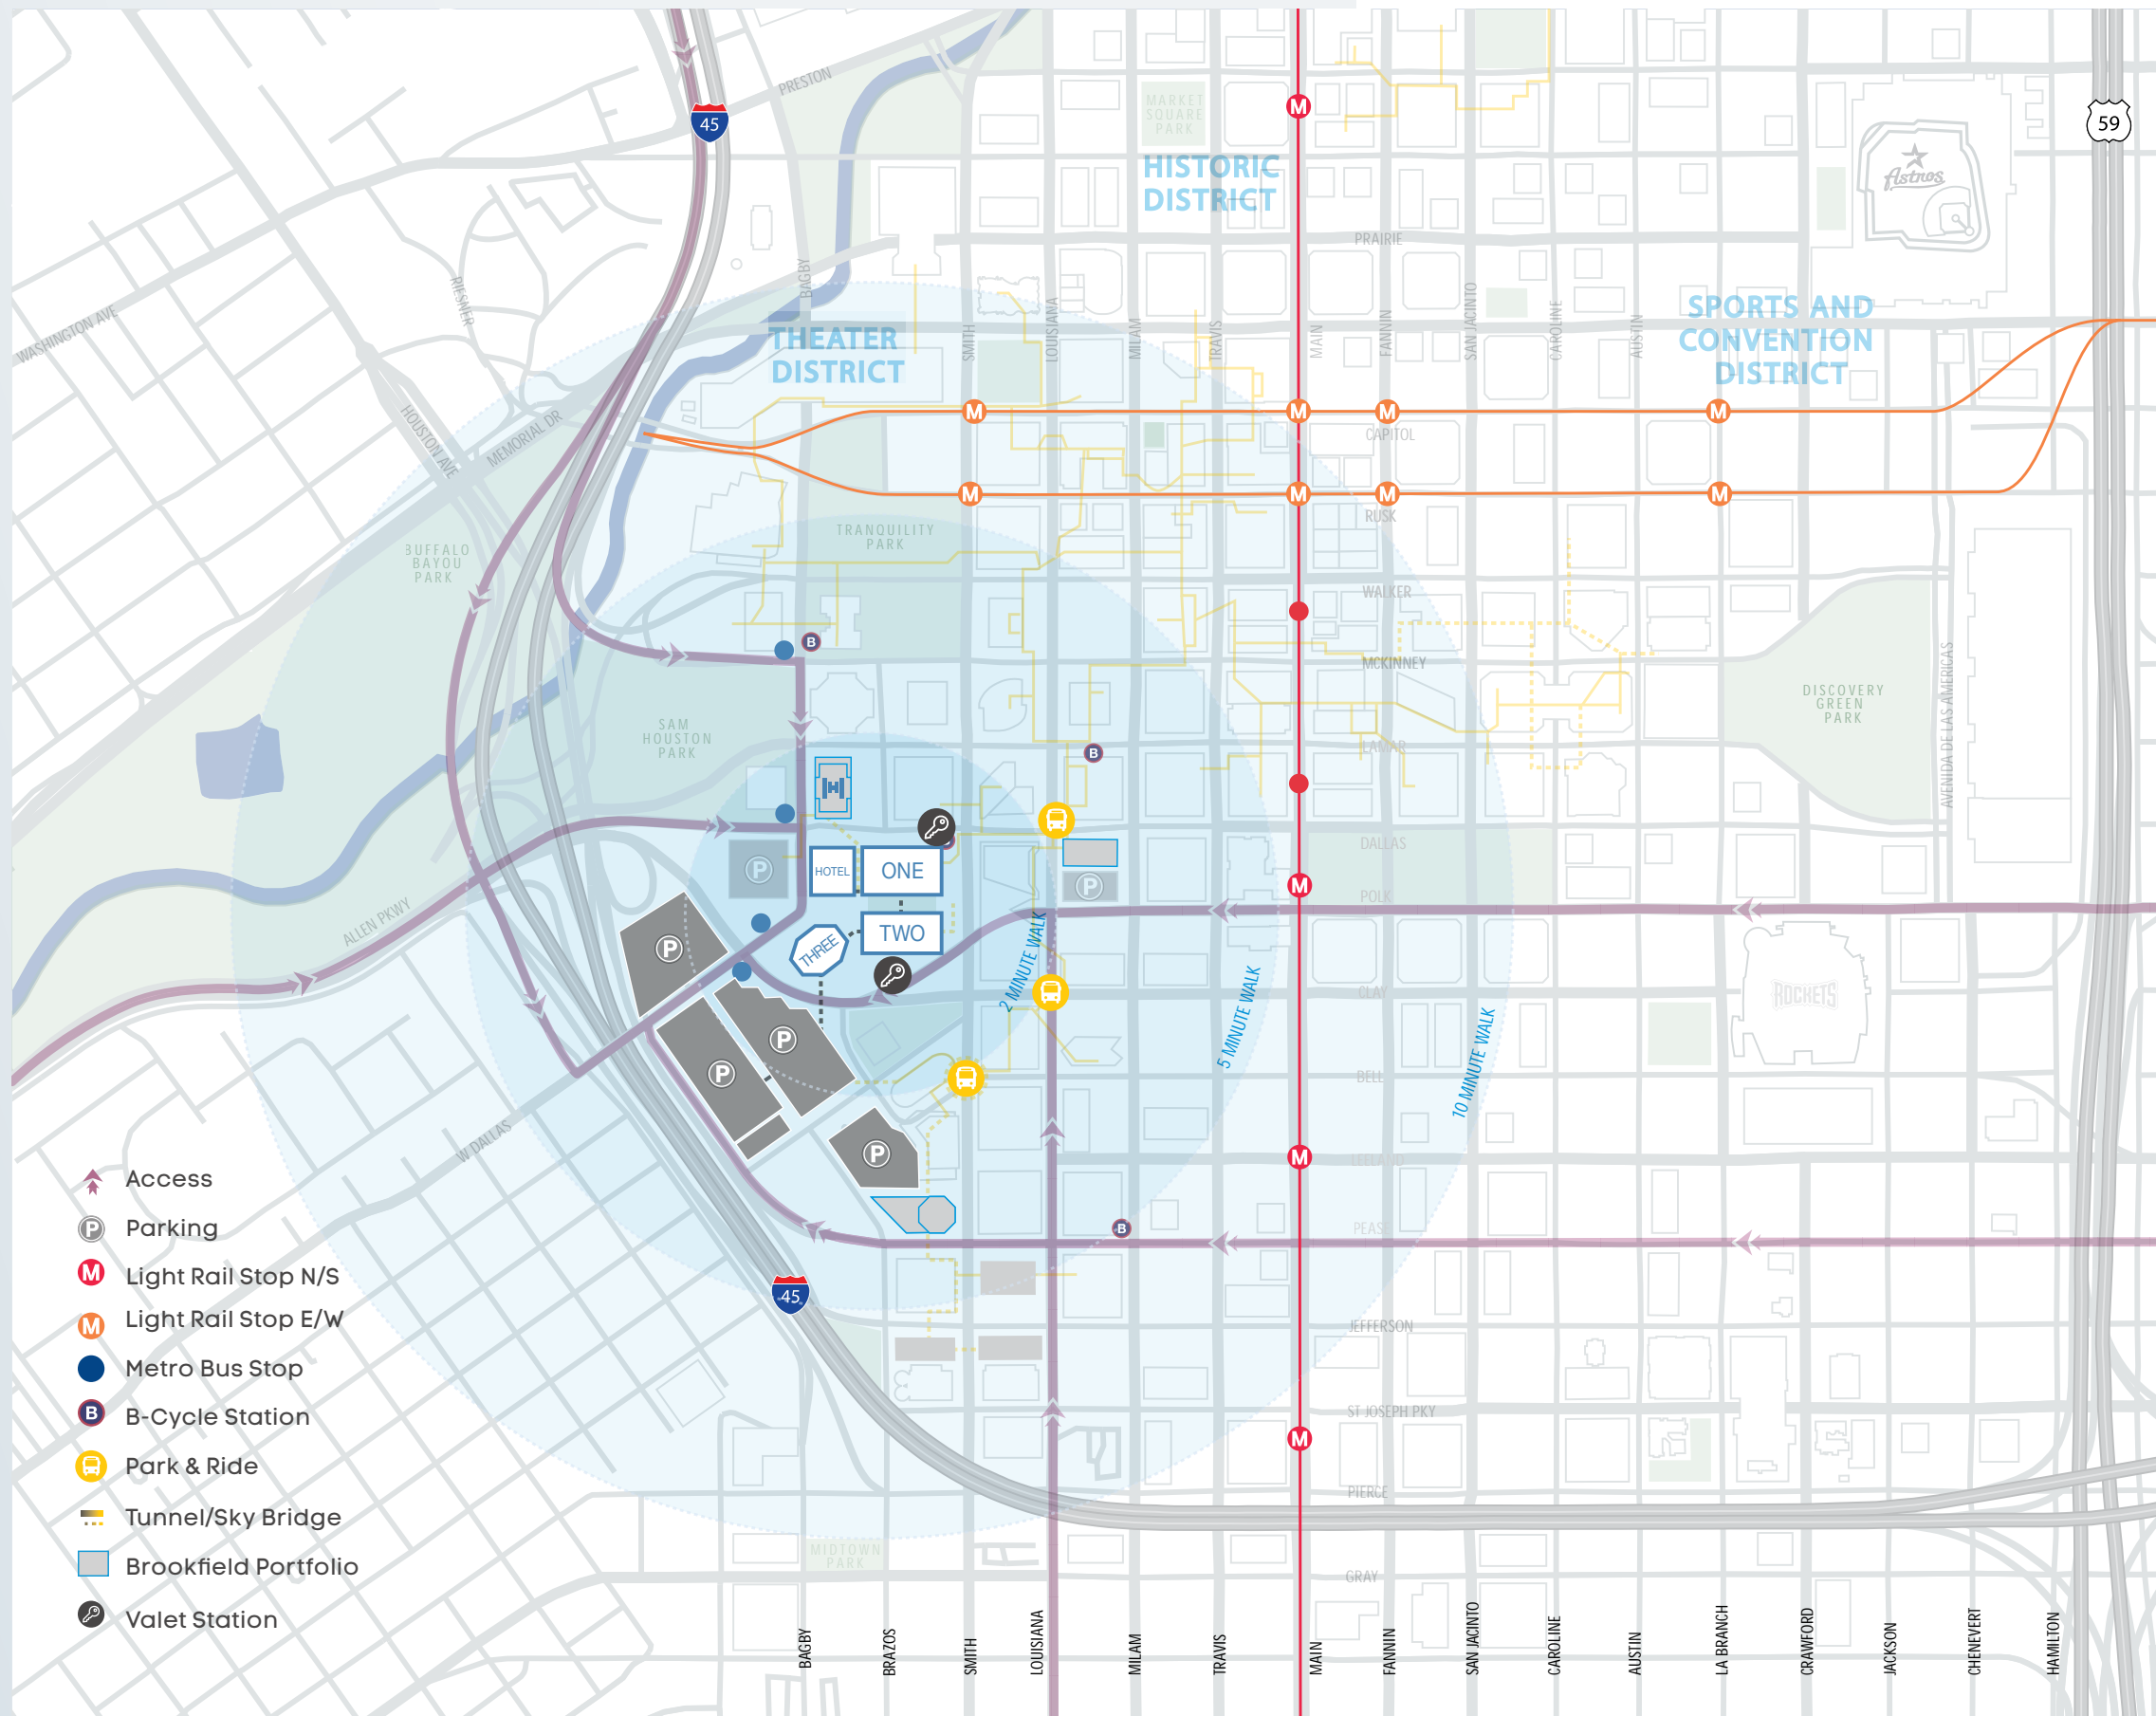 PRESTON
45
59
MARKET
SQUARE
PARK
M
HISTORIC
DISTRICT
Astros
PRAIRIE
BAGBY
RIESNER
WASHINGTON AVE
THEATER
DISTRICT
SMITH
LOUISIANA
MILAM
TRAVIS
MAIN
FANNIN
SAN JACINTO
CAROLINE
AUSTIN
SPORTS AND
CONVENTION
DISTRICT
M
M
M
M
CAPITOL
HOUSTON AVE
MEMORIAL DR
M
M
M
M
RUSK
TRANQUILITY
PARK
BUFFALO
BAYOU
PARK
WALKER
B
MCKINNEY
DISCOVERY
GREEN
PARK
AVENIDA DE LAS AMERICAS
SAM
HOUSTON
PARK
LAMAR
B
H
DALLAS
P
HOTEL
ONE
P
M
POLK
ALLEN PKWY
P
THREE
TWO
2 MINUTE WALK
5 MINUTE WALK
10 MINUTE WALK
CLAY
ROCKETS
P
P
BELL
W DALLAS
P
M
LEELAND
B
PEASE
45
JEFFERSON
ST JOSEPH PKY
M
PIERCE
MIDTOWN
PARK
GRAY
Access
P Parking
M Light Rail Stop N/S
M Light Rail Stop E/W
Metro Bus Stop
B B-Cycle Station
Park & Ride
Tunnel/Sky Bridge
Brookfield Portfolio
Valet Station
BAGBY
BRAZOS
SMITH
LOUISIANA
MILAM
TRAVIS
MAIN
FANNIN
SAN JACINTO
CAROLINE
AUSTIN
LA BRANCH
CRAWFORD
JACKSON
CHENEVERT
HAMILTON